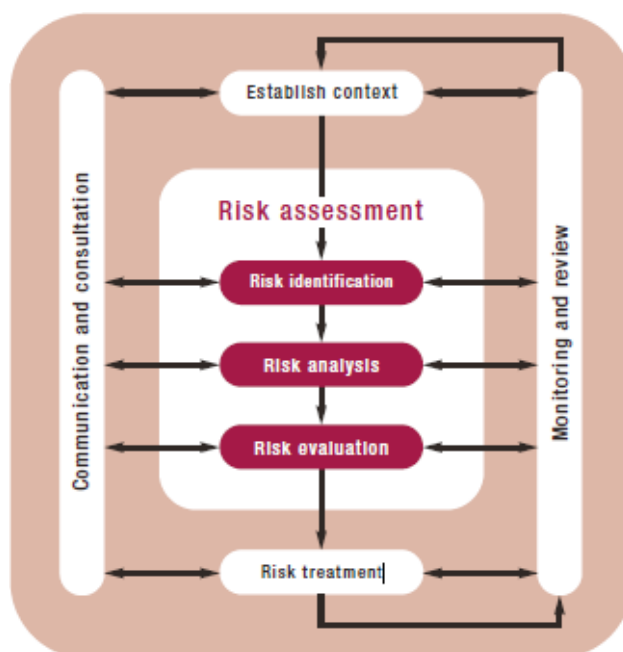 Establish context
Communication and consultation
Risk assessment
Risk identification
Risk analysis
Risk evaluation
Monitoring and review
Risk treatment